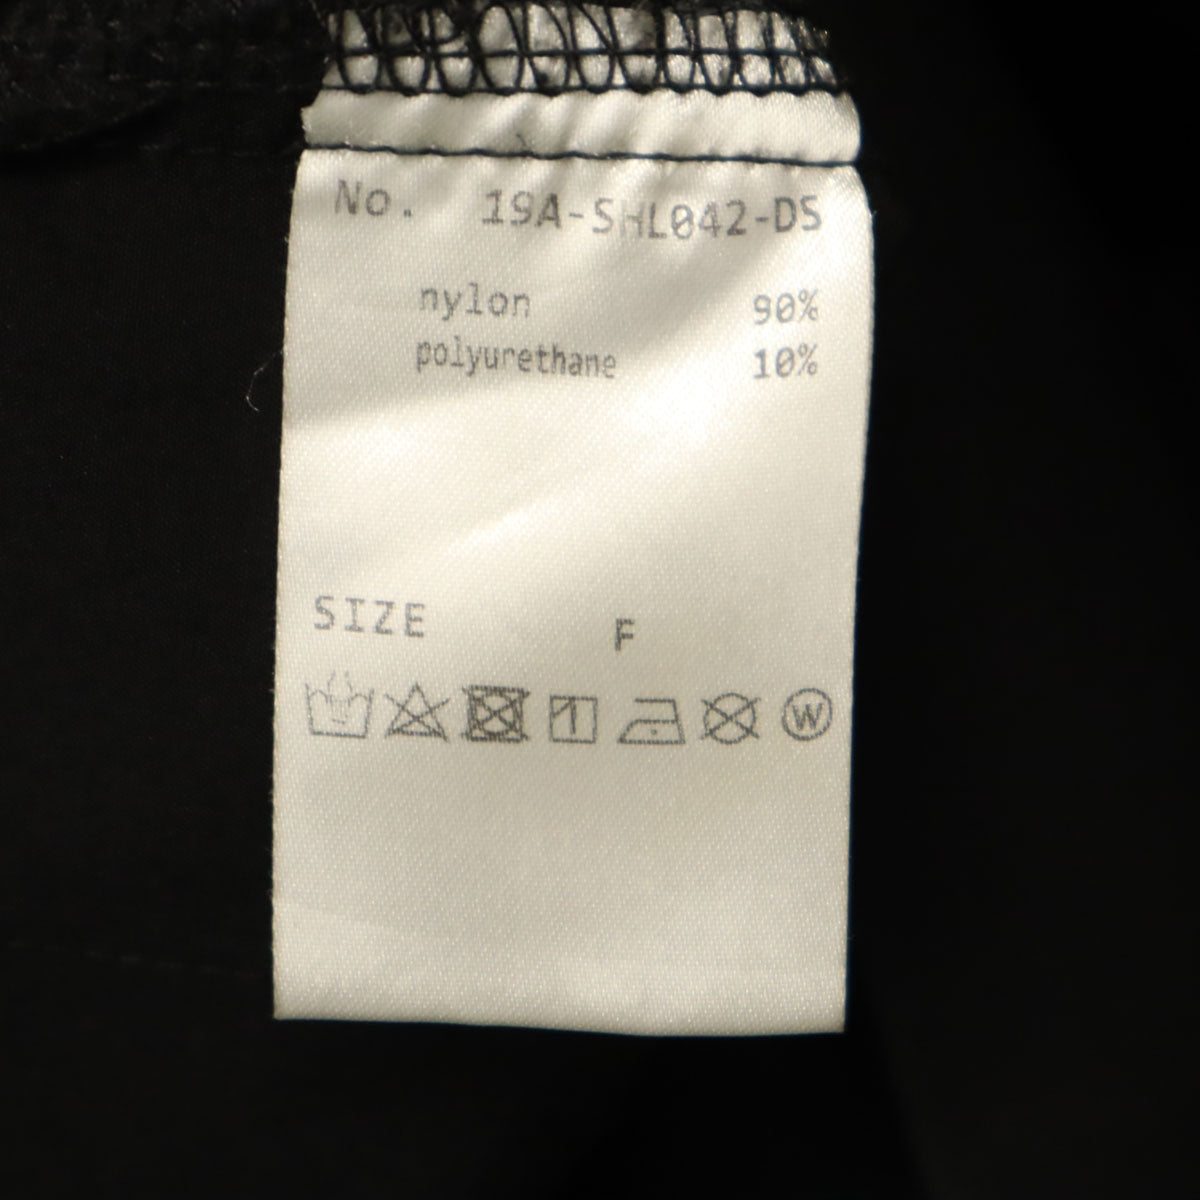 No. 19A-SHL042-DS
nylon 90%
polyurethane 10%
SIZE F
W